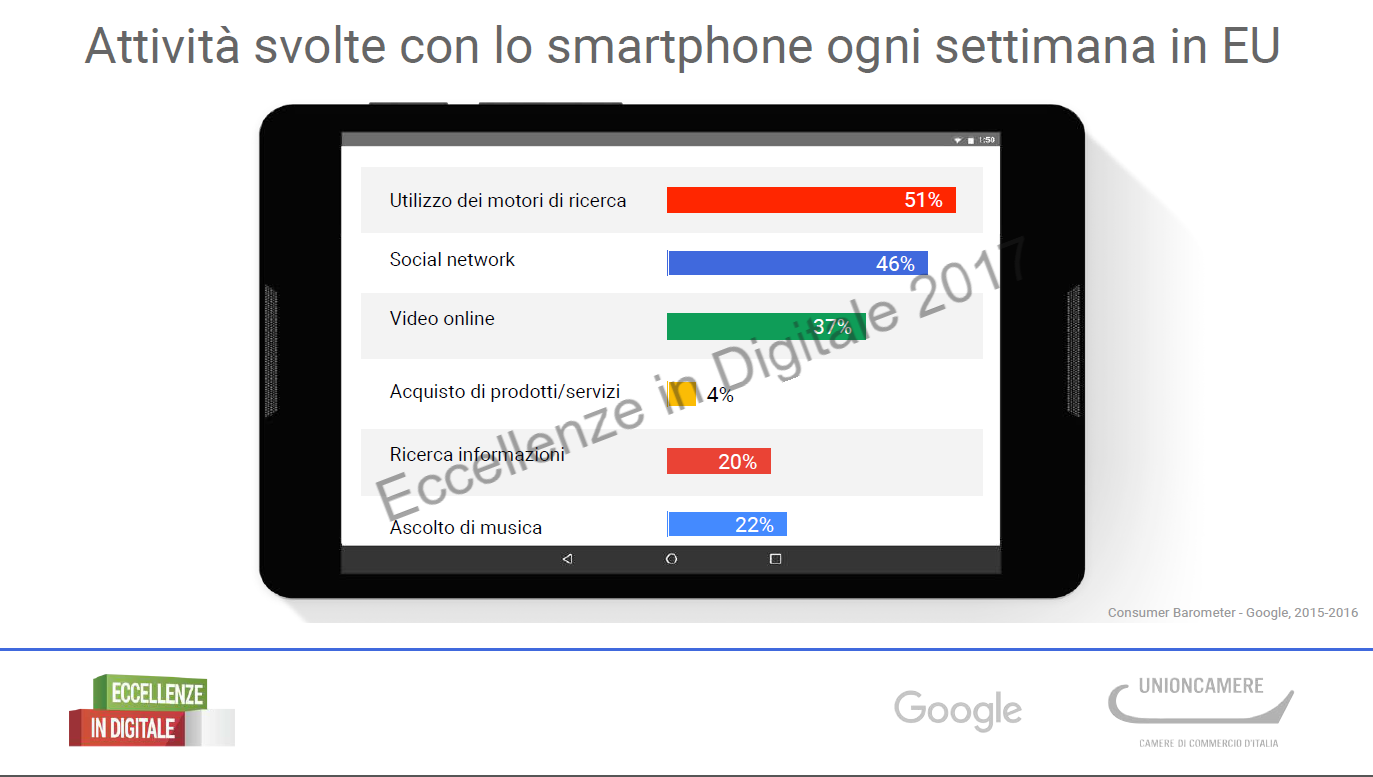 Attività svolte con lo smartphone ogni settimana in EU
1:50
Utilizzo dei motori di ricerca 51%
Social network 46%
Video online 37%
Acquisto di prodotti/servizi 4%
Ricerca informazioni 20%
Ascolto di musica 22%
Eccellenze in Digitale 2017
Consumer Barometer - Google, 2015-2016
ECCELLENZE
IN DIGITALE
Google
UNIONCAMERE
CAMERE DI COMMERCIO D'ITALIA